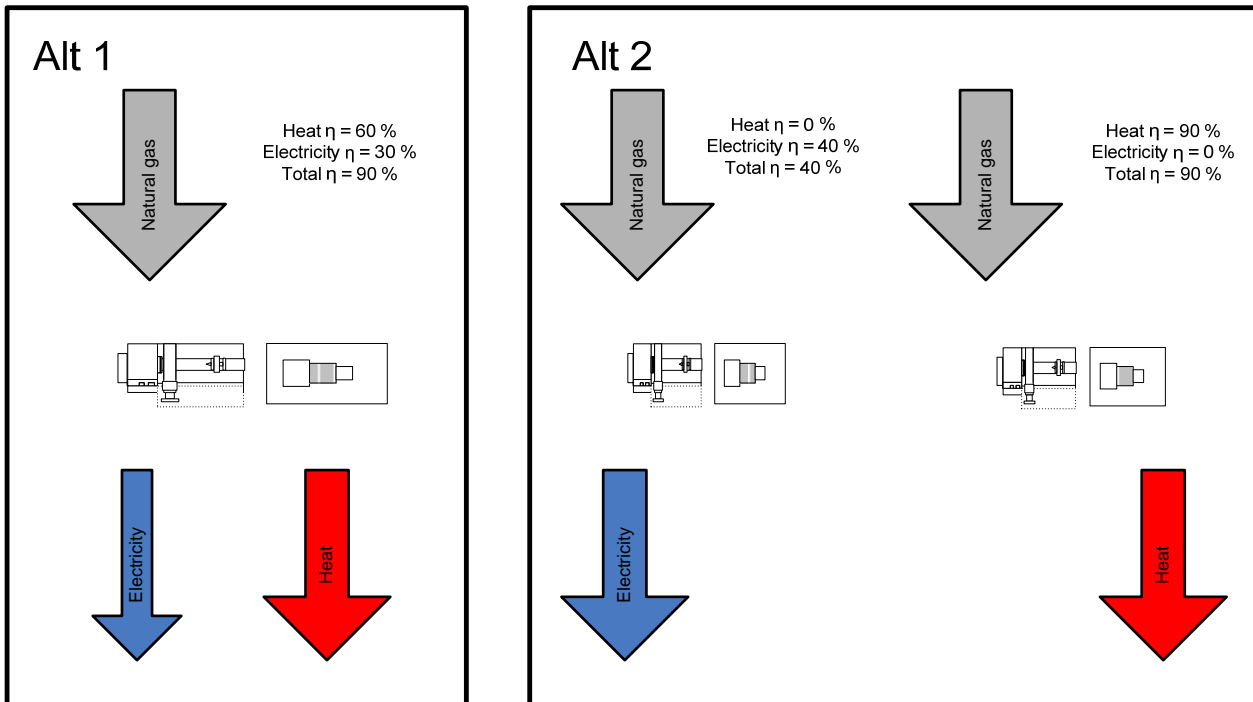 Alt 1
Natural gas
Heat η = 60 %
Electricity η = 30 %
Total η = 90 %
Electricity
Heat
Alt 2
Natural gas
Heat η = 0 %
Electricity η = 40 %
Total η = 40 %
Natural gas
Heat η = 90 %
Electricity η = 0 %
Total η = 90 %
Electricity
Heat